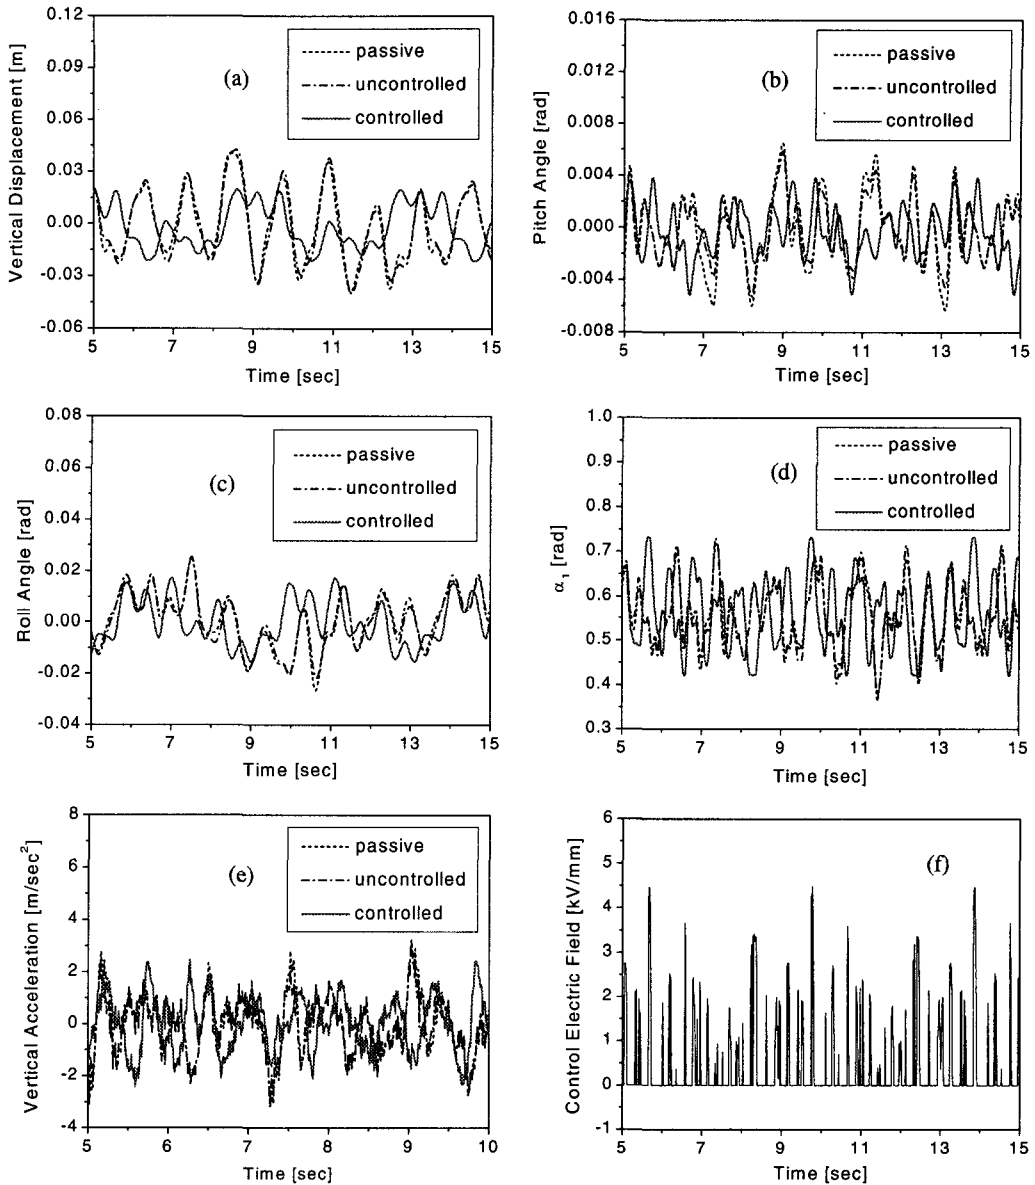 0.12
0.09
0.06
0.03
0.00
-0.03
-0.06
Vertical Displacement [m]
(a)
passive
uncontrolled
controlled
5 7 9 11 13 15
Time [sec]
0.016
0.012
0.008
0.004
0.000
-0.004
-0.008
Pitch Angle [rad]
(b)
passive
uncontrolled
controlled
5 7 9 11 13 15
Time [sec]
0.08
0.06
0.04
0.02
0.00
-0.02
-0.04
Roll Angle [rad]
(c)
passive
uncontrolled
controlled
5 7 9 11 13 15
Time [sec]
1.0
0.9
0.8
0.7
0.6
0.5
0.4
0.3
α1 [rad]
(d)
passive
uncontrolled
controlled
5 7 9 11 13 15
Time [sec]
8
6
4
2
0
-2
-4
Vertical Acceleration [m/sec²]
(e)
passive
uncontrolled
controlled
5 6 7 8 9 10
Time [sec]
6
5
4
3
2
1
0
-1
Control Electric Field [kV/mm]
(f)
5 7 9 11 13 15
Time [sec]